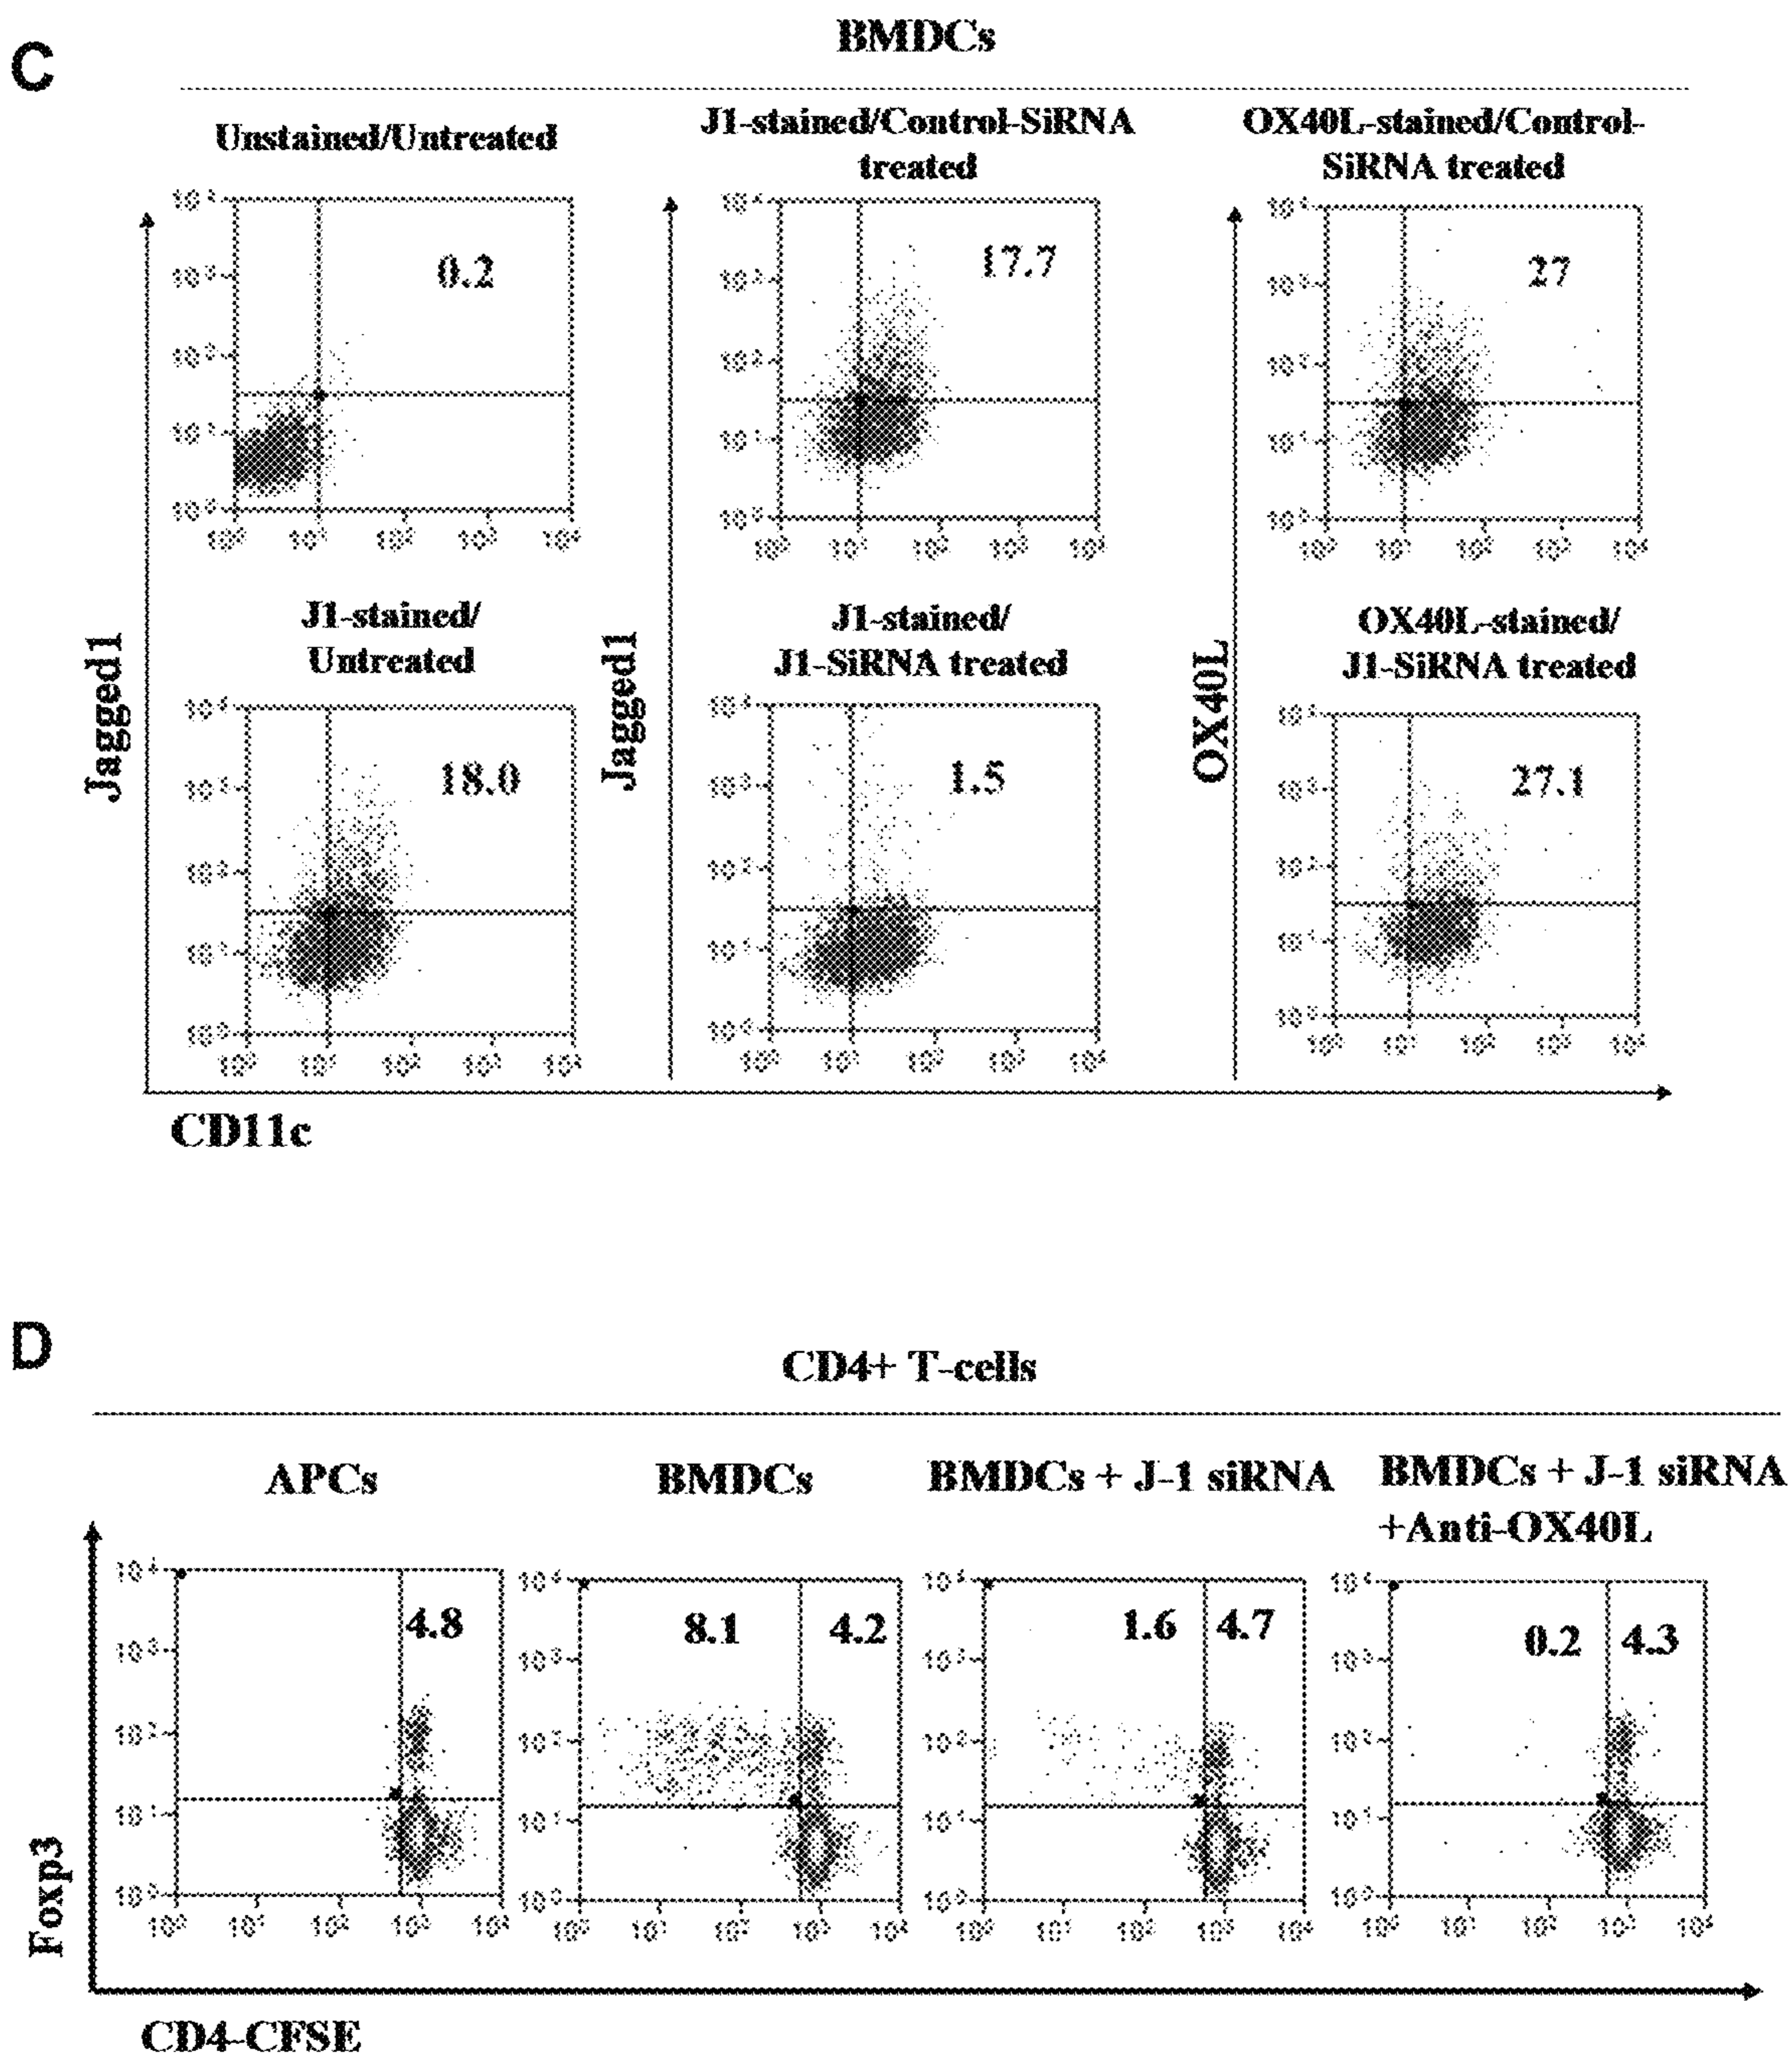 C
BMDCs
Unstained/Untreated
J1-stained/Control-SiRNA
treated
OX40L-stained/Control-
SiRNA treated
0.2
17.7
27
J1-stained/
Untreated
J1-stained/
J1-SiRNA treated
OX40L-stained/
J1-SiRNA treated
Jagged1
Jagged1
OX40L
18.0
1.5
27.1
CD11c
D
CD4+ T-cells
APCs
BMDCs
BMDCs + J-1 siRNA
BMDCs + J-1 siRNA
+Anti-OX40L
4.8
8.1 4.2
1.6 4.7
0.2 4.3
Foxp3
CD4-CFSE